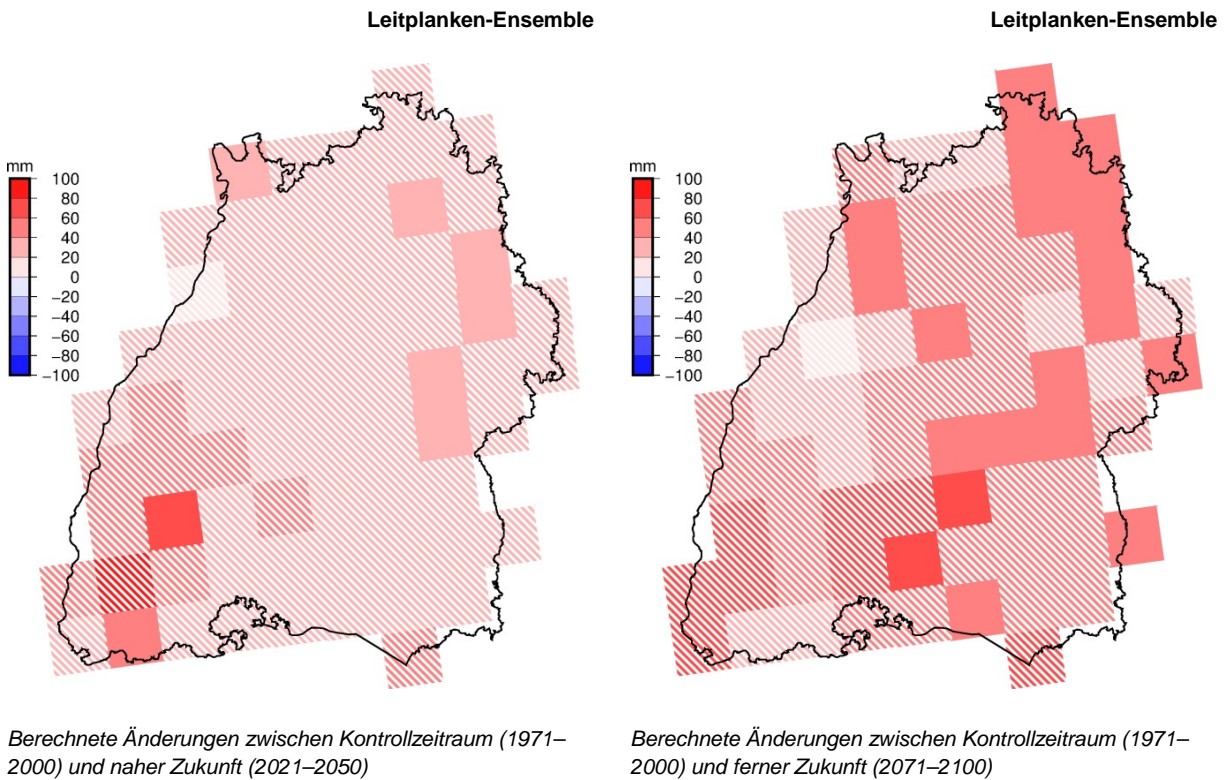 Leitplanken-Ensemble
mm
100
80
60
40
20
0
−20
−40
−60
−80
−100
Berechnete Änderungen zwischen Kontrollzeitraum (1971–
2000) und naher Zukunft (2021–2050)
Leitplanken-Ensemble
mm
100
80
60
40
20
0
−20
−40
−60
−80
−100
Berechnete Änderungen zwischen Kontrollzeitraum (1971–
2000) und ferner Zukunft (2071–2100)